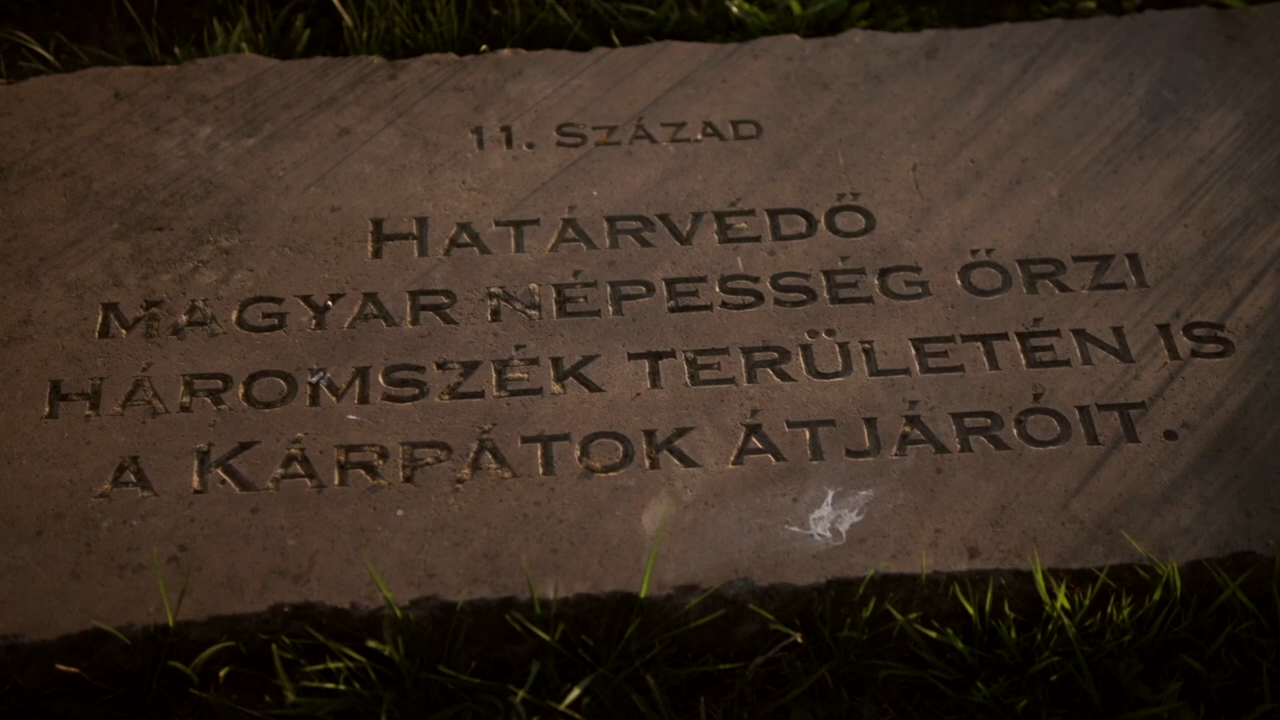 11. SZÁZAD
HATÁRVÉDŐ
MAGYAR NÉPESSÉG ŐRZI
HÁROMSZÉK TERÜLETÉN IS
A KÁRPÁTOK ÁTJÁRÓIT.